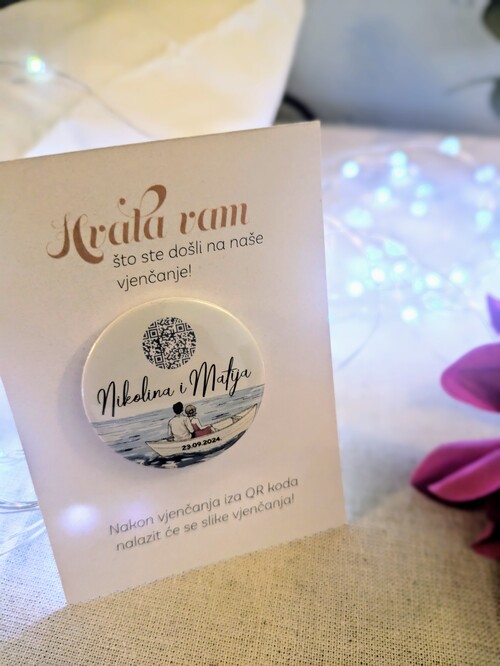 Hvala vam
što ste došli na naše
vjenčanje!
Nikolina i Matija
23.09.2024.
Nakon vjenčanja iza QR koda
nalazit će se slike vjenčanja!